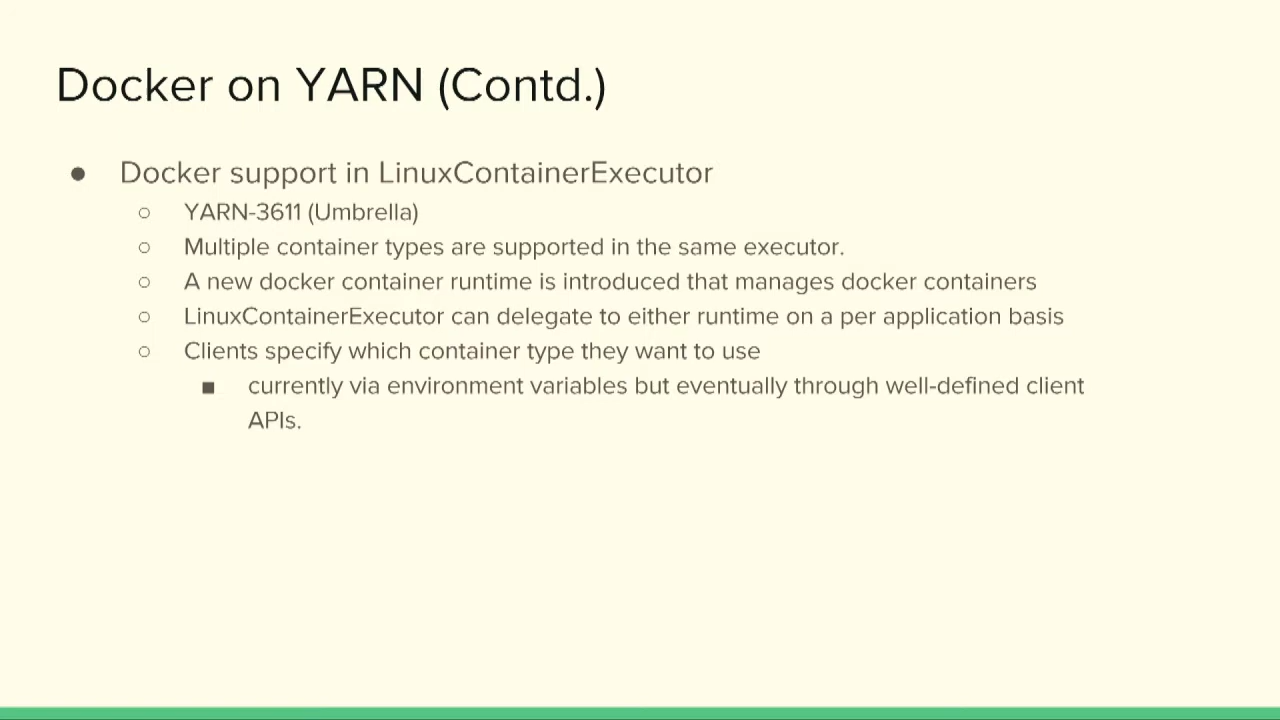 Docker on YARN (Contd.)
● Docker support in LinuxContainerExecutor
○ YARN-3611 (Umbrella)
○ Multiple container types are supported in the same executor.
○ A new docker container runtime is introduced that manages docker containers
○ LinuxContainerExecutor can delegate to either runtime on a per application basis
○ Clients specify which container type they want to use
■ currently via environment variables but eventually through well-defined client
APIs.